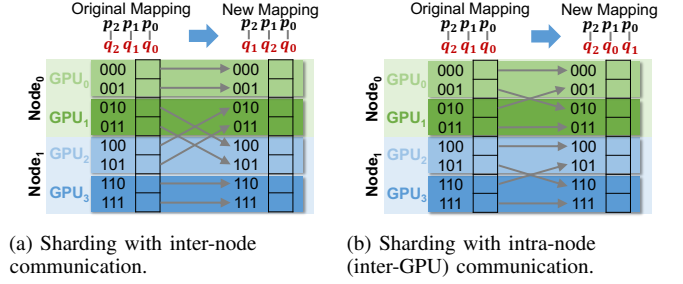 Original Mapping New Mapping
p₂ p₁ p₀ p₂ p₁ p₀
q₂ q₁ q₀ q₁ q₂ q₀
Node₀
GPU₀
000 000
001 001
GPU₁
010 010
011 011
Node₁
GPU₂
100 100
101 101
GPU₃
110 110
111 111
(a) Sharding with inter-node
communication.
Original Mapping New Mapping
p₂ p₁ p₀ p₂ p₁ p₀
q₂ q₁ q₀ q₂ q₀ q₁
Node₀
GPU₀
000 000
001 001
GPU₁
010 010
011 011
Node₁
GPU₂
100 100
101 101
GPU₃
110 110
111 111
(b) Sharding with intra-node
(inter-GPU) communication.